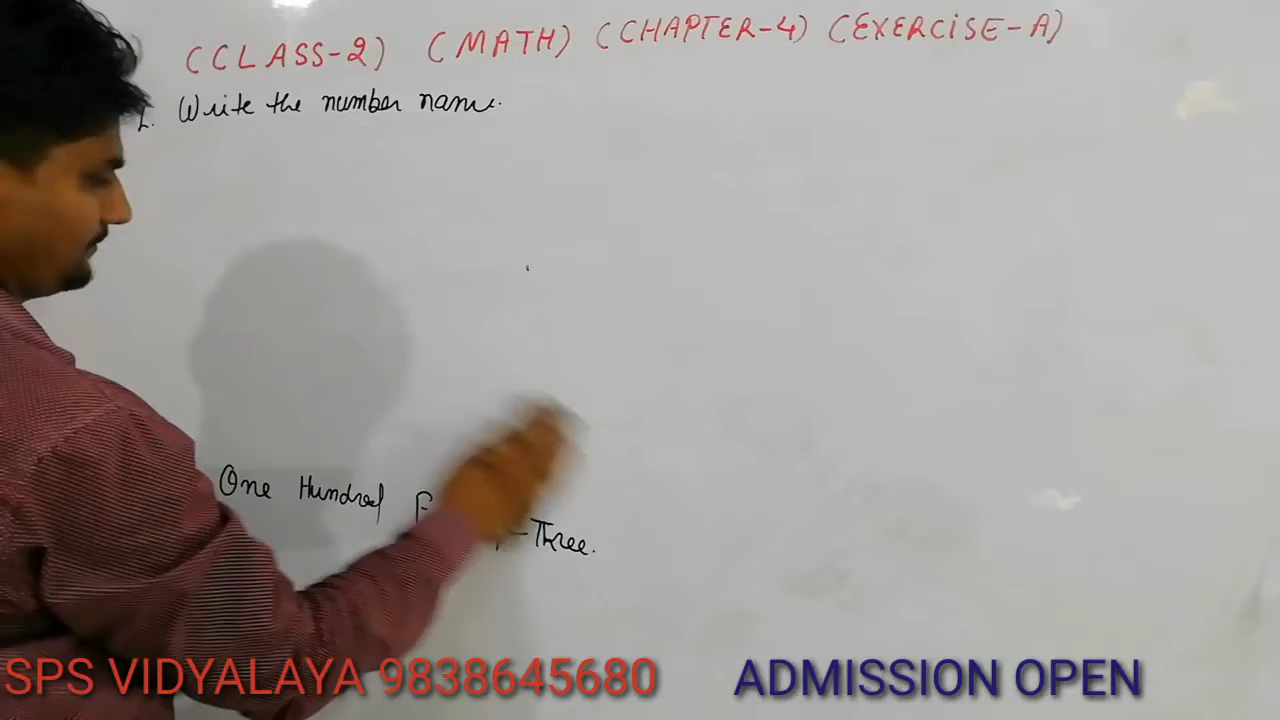 (CLASS-2) (MATH) (CHAPTER-4) (EXERCISE-A)
1. Write the number name.
One Hundred
-Three.
SPS VIDYALAYA 9838645680 ADMISSION OPEN